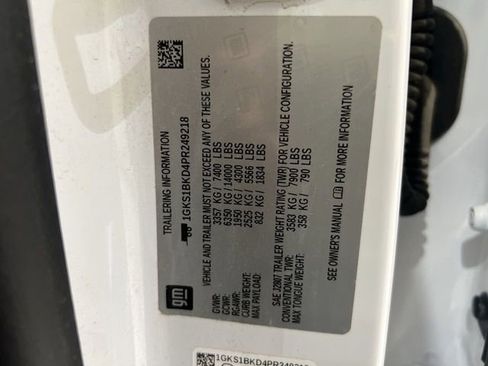 gm
TRAILERING INFORMATION
1GKS1BKD4PR249218
VEHICLE AND TRAILER MUST NOT EXCEED ANY OF THESE VALUES.
GVWR: 3357 KG / 7400 LBS
GCWR: 6350 KG / 14000 LBS
RGAWR: 1950 KG / 4300 LBS
CURB WEIGHT: 2525 KG / 5566 LBS
MAX PAYLOAD: 832 KG / 1834 LBS
SAE J2807 TRAILER WEIGHT RATING (TWR) FOR VEHICLE CONFIGURATION.
CONVENTIONAL TWR: 3583 KG / 7900 LBS
MAX TONGUE WEIGHT: 358 KG / 790 LBS
SEE OWNER'S MANUAL FOR MORE INFORMATION